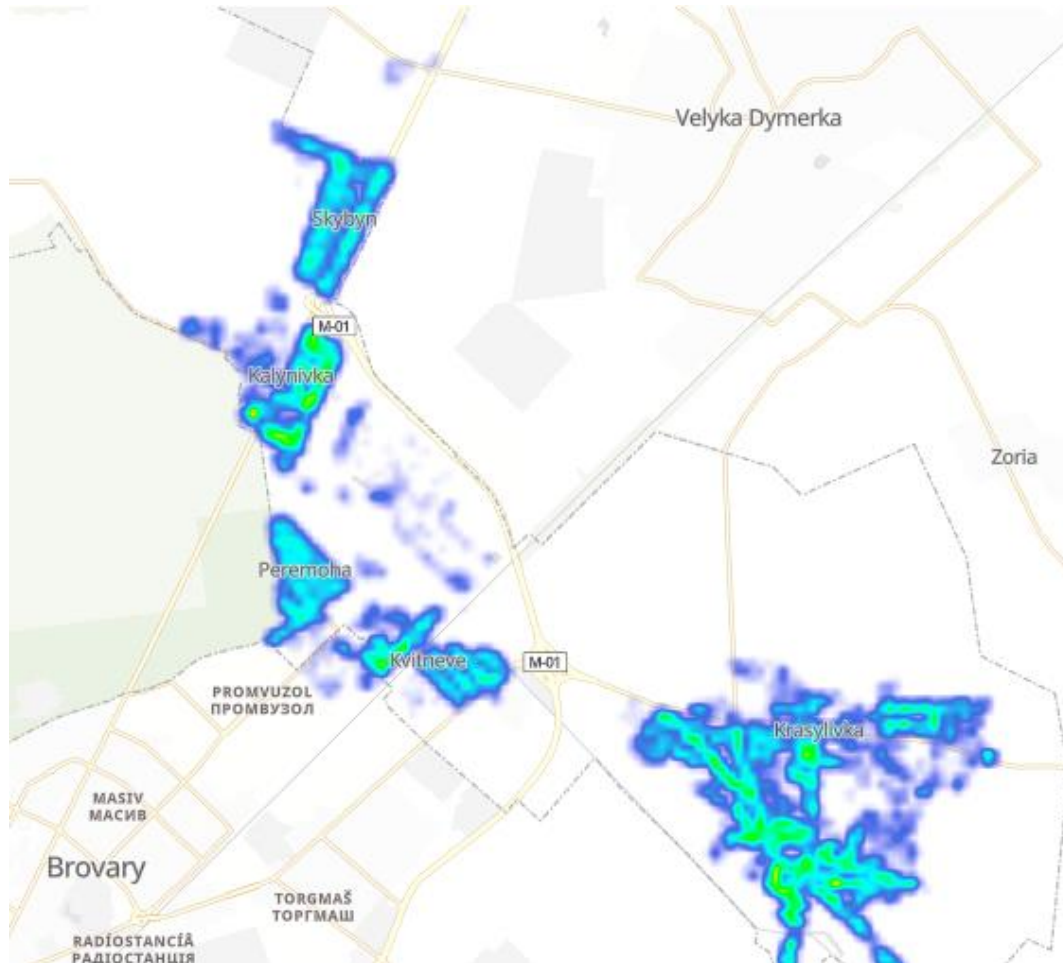 Velyka Dymerka
Skybyn
M-01
Kalynivka
Zoria
Peremoha
Kvitneve
M-01
PROMVUZOL
ПРОМВУЗОЛ
Krasylivka
MASIV
МАСИВ
Brovary
TORGMAŠ
ТОРГМАШ
RADÍOSTANCÍÂ
РАДІОСТАНЦІЯ